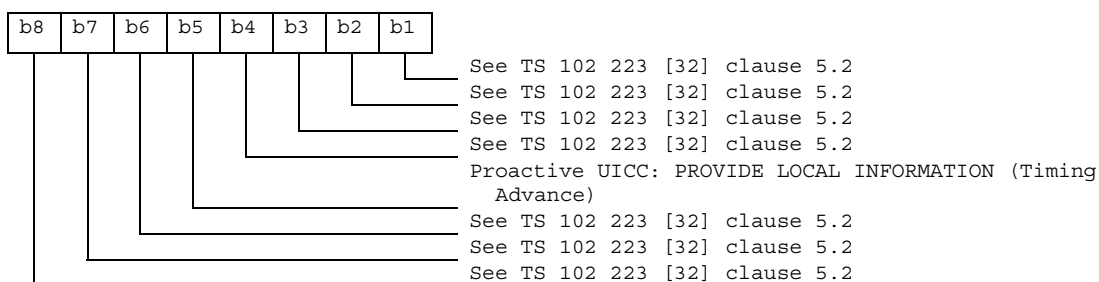 b8 b7 b6 b5 b4 b3 b2 b1
See TS 102 223 [32] clause 5.2
See TS 102 223 [32] clause 5.2
See TS 102 223 [32] clause 5.2
See TS 102 223 [32] clause 5.2
Proactive UICC: PROVIDE LOCAL INFORMATION (Timing
Advance)
See TS 102 223 [32] clause 5.2
See TS 102 223 [32] clause 5.2
See TS 102 223 [32] clause 5.2